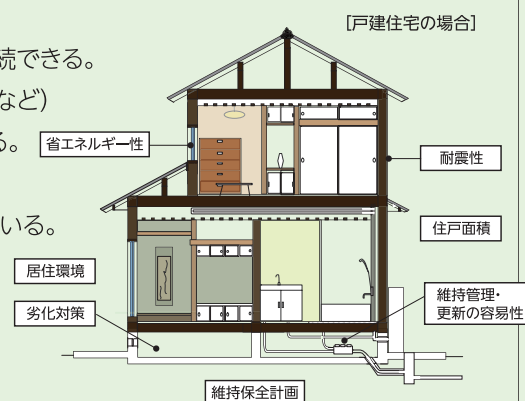 [戸建住宅の場合]
続できる。
など）
る。
いる。
省エネルギー性
耐震性
住戸面積
居住環境
劣化対策
維持管理・
更新の容易性
維持保全計画